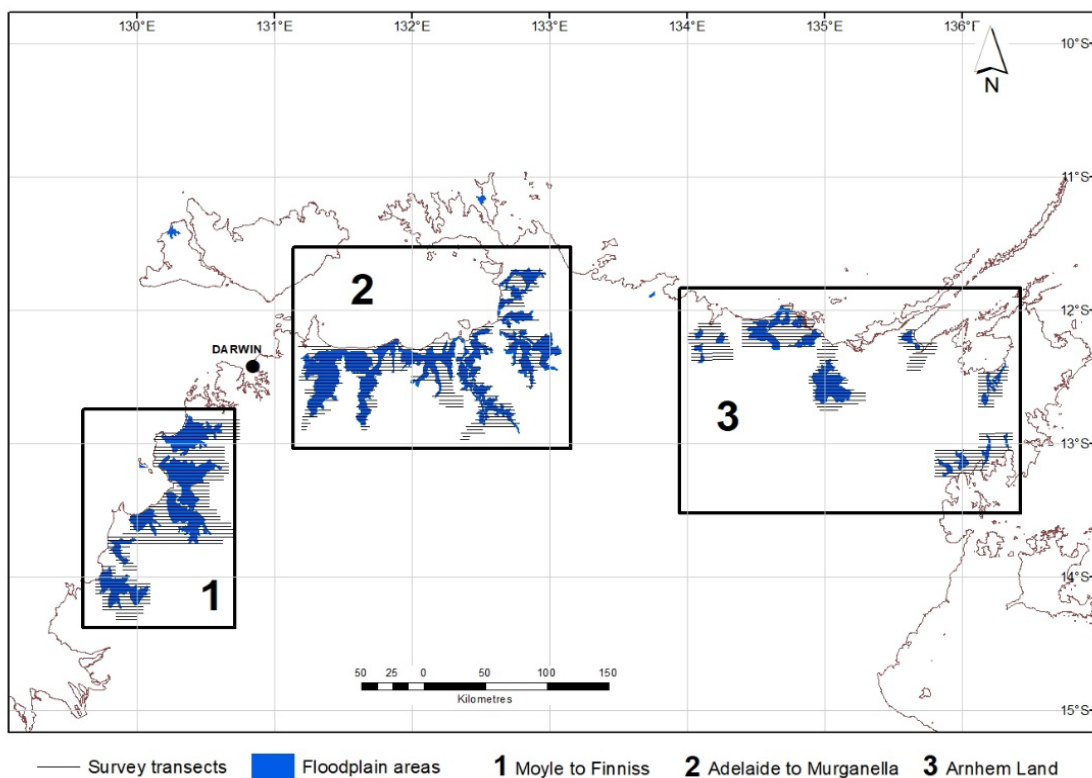 130°E 131°E 132°E 133°E 134°E 135°E 136°E
10°S
N
11°S
2
12°S
DARWIN
3
13°S
1
14°S
50 25 0 50 100 150
Kilometres
15°S
Survey transects Floodplain areas 1 Moyle to Finniss 2 Adelaide to Murganella 3 Arnhem Land